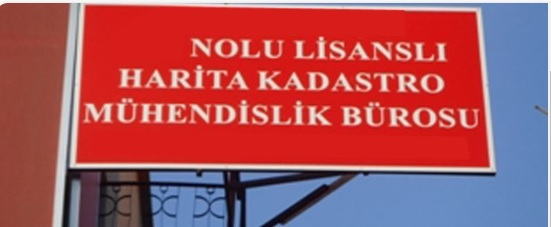 NOLU LİSANSLI
HARİTA KADASTRO
MÜHENDİSLİK BÜROSU